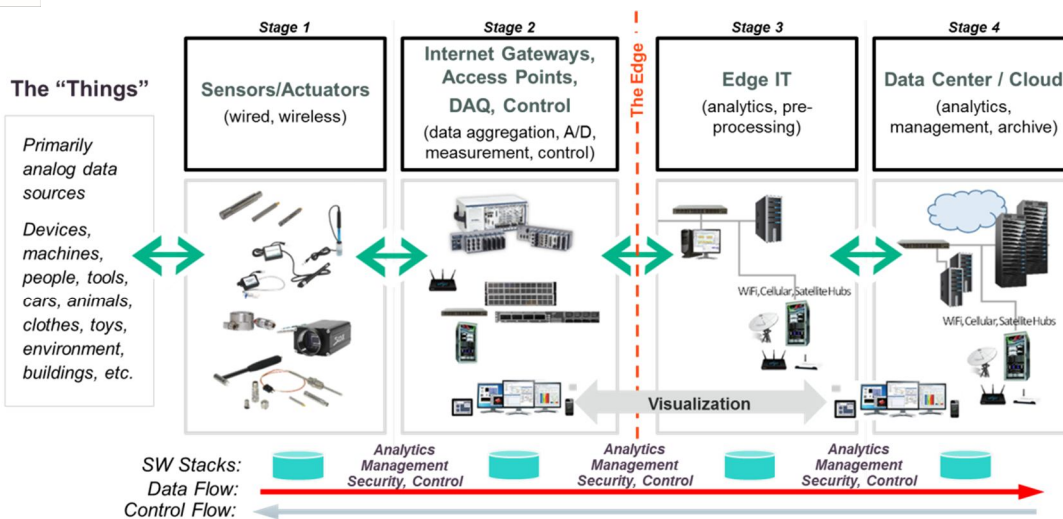 Stage 1
Stage 2
Stage 3
Stage 4
The "Things"
Primarily
analog data
sources
Devices,
machines,
people, tools,
cars, animals,
clothes, toys,
environment,
buildings, etc.
Sensors/Actuators
(wired, wireless)
Internet Gateways,
Access Points,
DAQ, Control
(data aggregation, A/D,
measurement, control)
The Edge
Edge IT
(analytics, pre-
processing)
Data Center / Cloud
(analytics,
management, archive)
WiFi, Cellular, Satellite Hubs
WiFi, Cellular, Satellite Hubs
Visualization
SW Stacks:
Analytics
Management
Security, Control
Analytics
Management
Security, Control
Analytics
Management
Security, Control
Data Flow:
Control Flow: